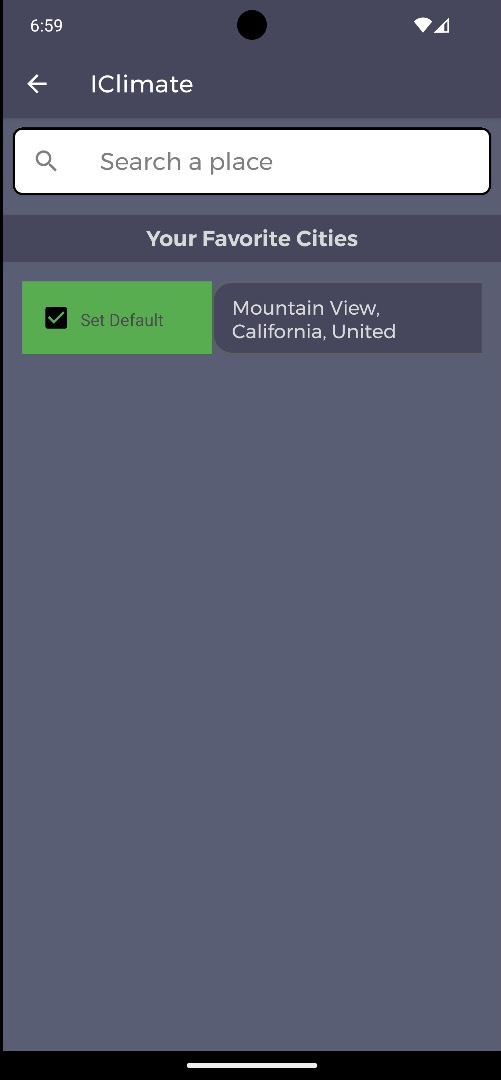 6:59
IClimate
Search a place
Your Favorite Cities
Set Default
Mountain View,
California, United